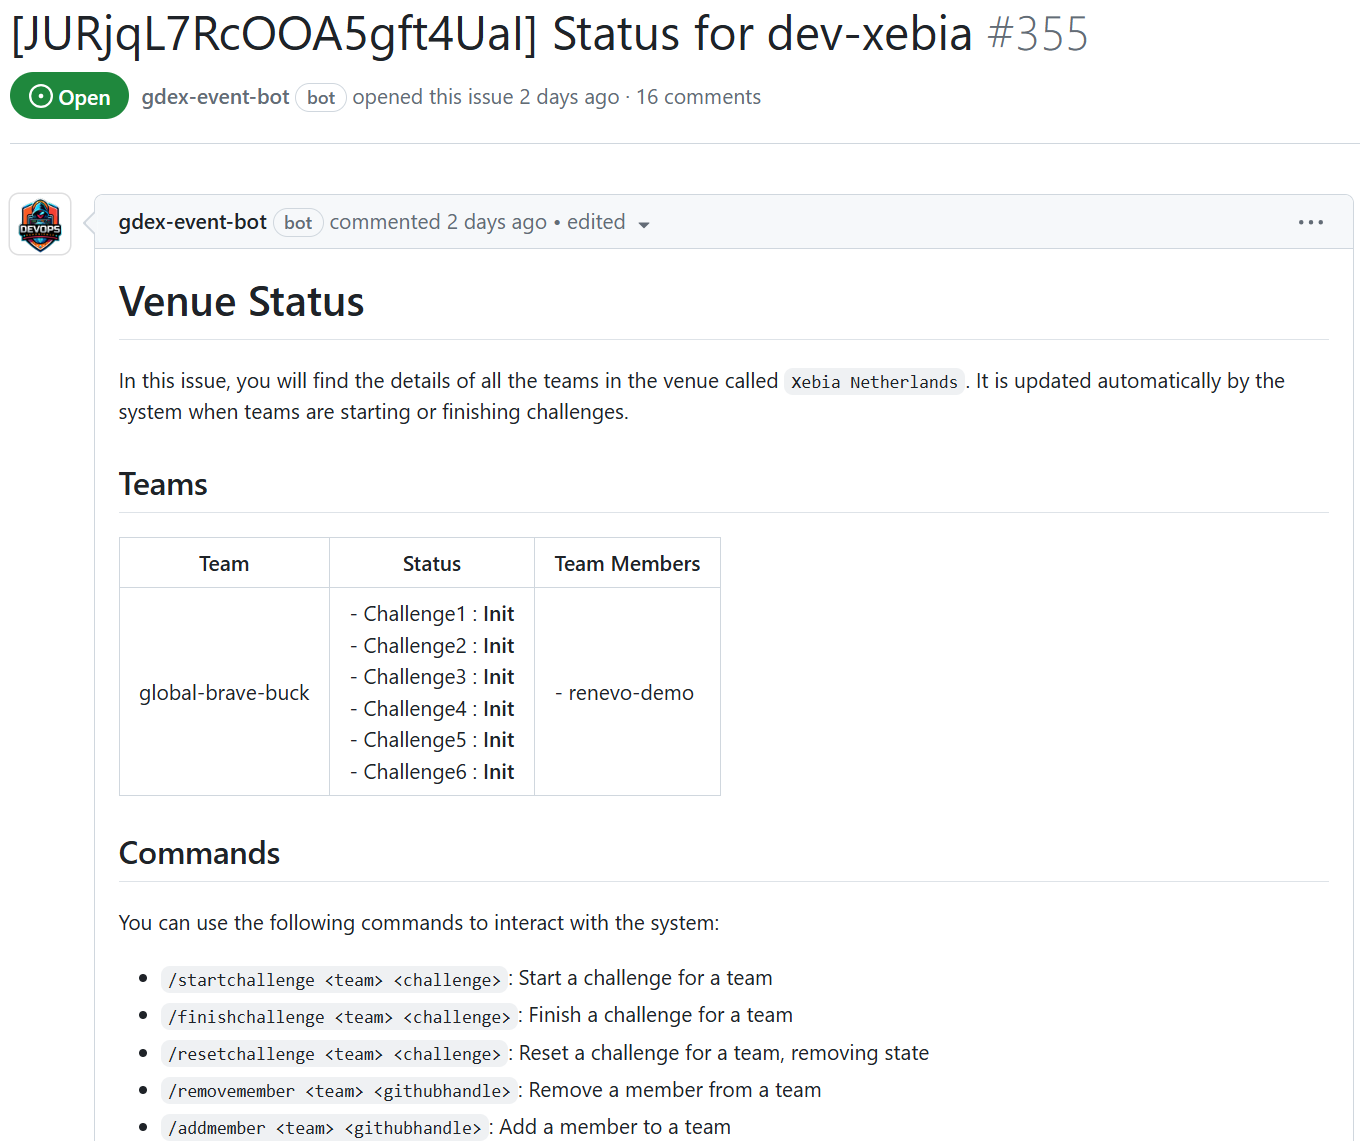 [JURjqL7RcOOA5gft4UaI] Status for dev-xebia #355
Open gdex-event-bot bot opened this issue 2 days ago · 16 comments
DEVOPS
gdex-event-bot bot commented 2 days ago • edited
Venue Status
In this issue, you will find the details of all the teams in the venue called Xebia Netherlands. It is updated automatically by the
system when teams are starting or finishing challenges.
Teams
Team Status Team Members
- Challenge1 : Init
- Challenge2 : Init
- Challenge3 : Init
global-brave-buck
- renevo-demo
- Challenge4 : Init
- Challenge5 : Init
- Challenge6 : Init
Commands
You can use the following commands to interact with the system:
• /startchallenge <team> <challenge>: Start a challenge for a team
• /finishchallenge <team> <challenge>: Finish a challenge for a team
• /resetchallenge <team> <challenge>: Reset a challenge for a team, removing state
• /removemember <team> <githubhandle>: Remove a member from a team
• /addmember <team> <githubhandle>: Add a member to a team